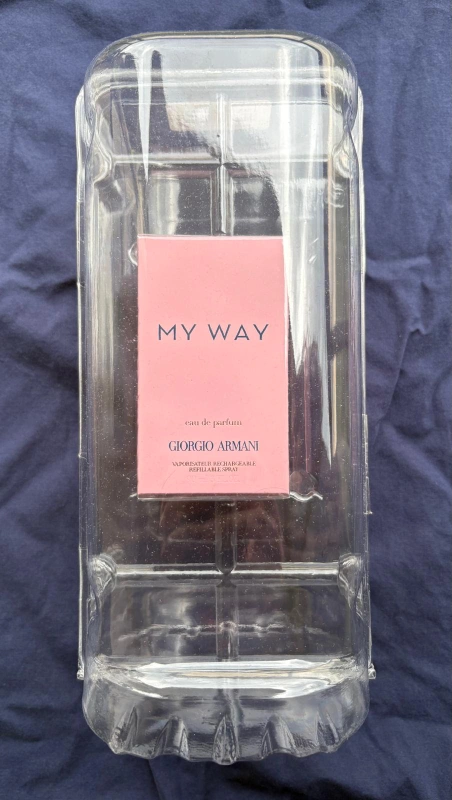 MY WAY
eau de parfum
GIORGIO ARMANI
VAPORISATEUR RECHARGEABLE
REFILLABLE SPRAY